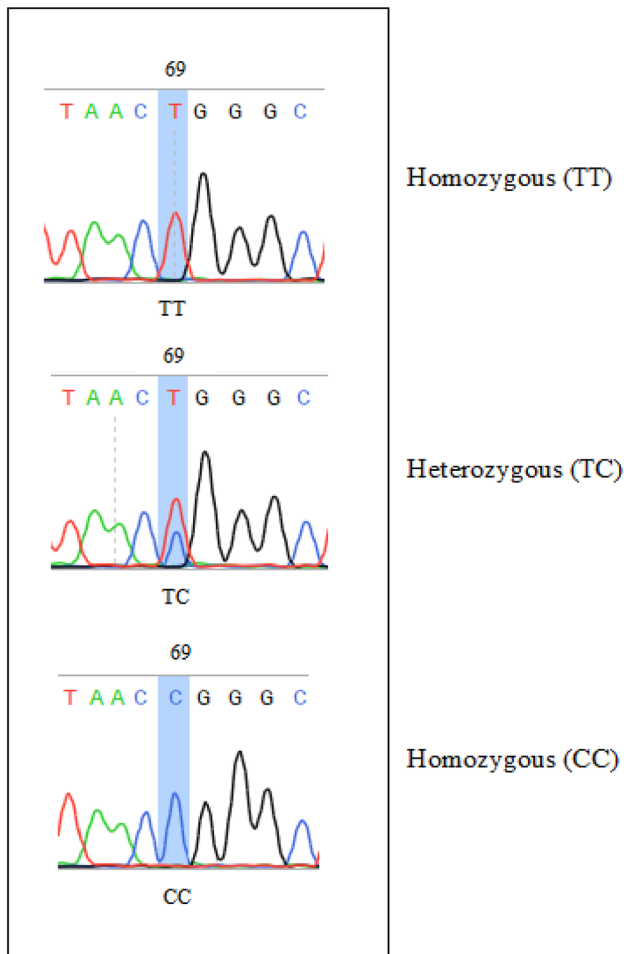 69
T A A C T G G G C
Homozygous (TT)
TT
69
T A A C T G G G C
Heterozygous (TC)
TC
69
T A A C C G G G C
Homozygous (CC)
CC